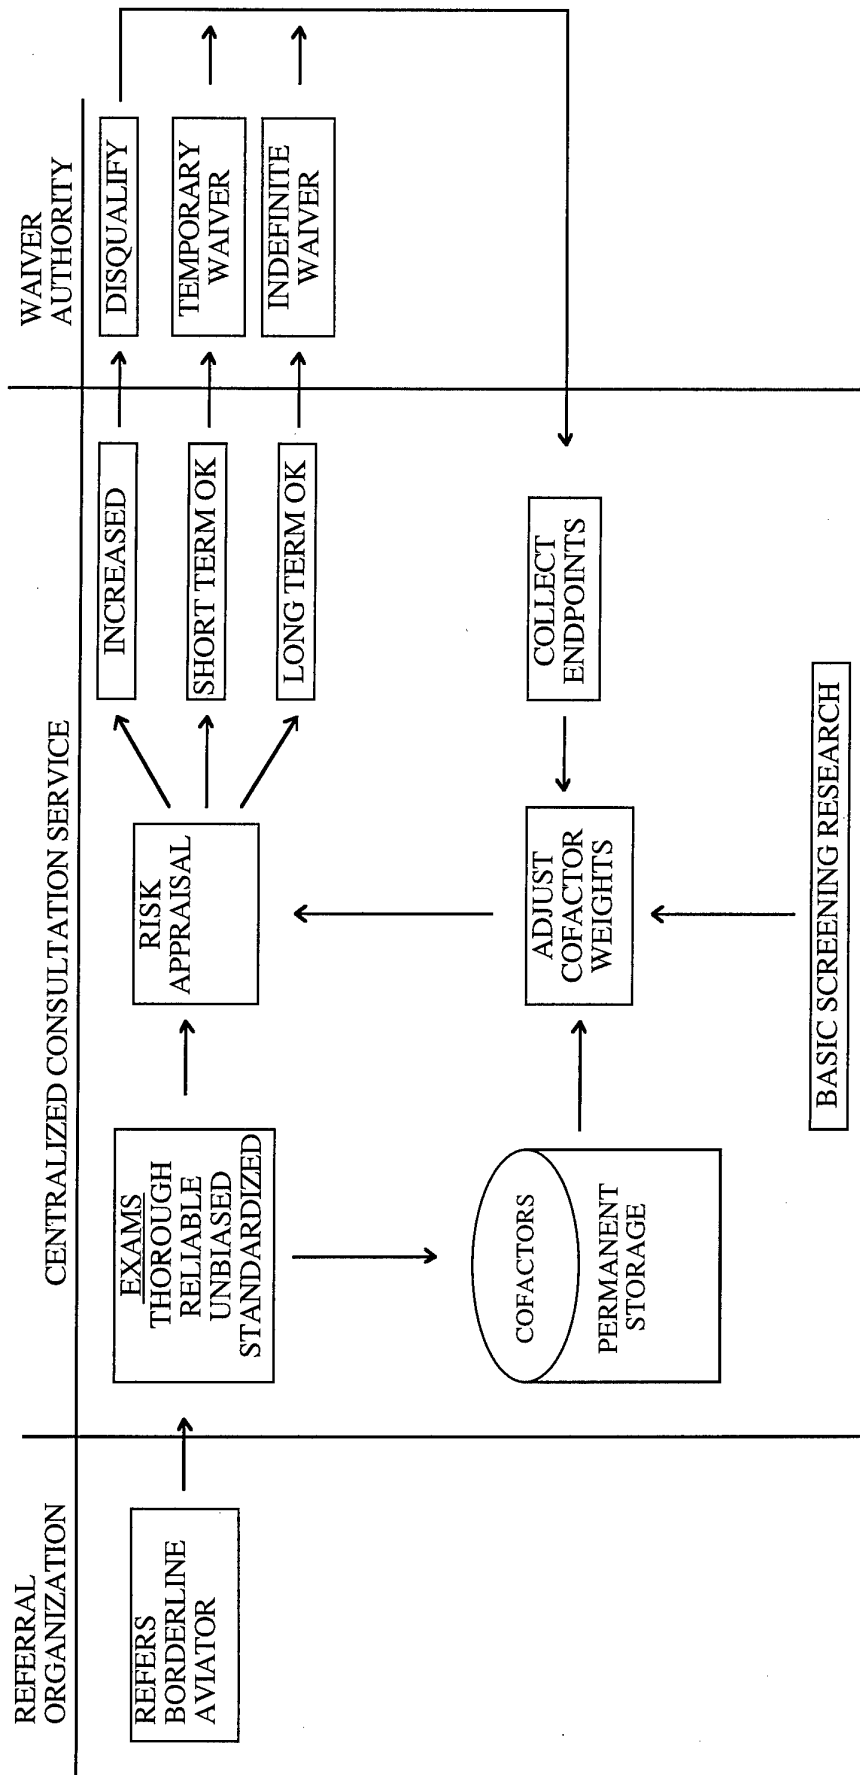 REFERRAL
ORGANIZATION
CENTRALIZED CONSULTATION SERVICE
WAIVER
AUTHORITY
REFERS
BORDERLINE
AVIATOR
EXAMS
THOROUGH
RELIABLE
UNBIASED
STANDARDIZED
RISK
APPRAISAL
INCREASED
SHORT TERM OK
LONG TERM OK
DISQUALIFY
TEMPORARY
WAIVER
INDEFINITE
WAIVER
COFACTORS
PERMANENT
STORAGE
ADJUST
COFACTOR
WEIGHTS
COLLECT
ENDPOINTS
BASIC SCREENING RESEARCH